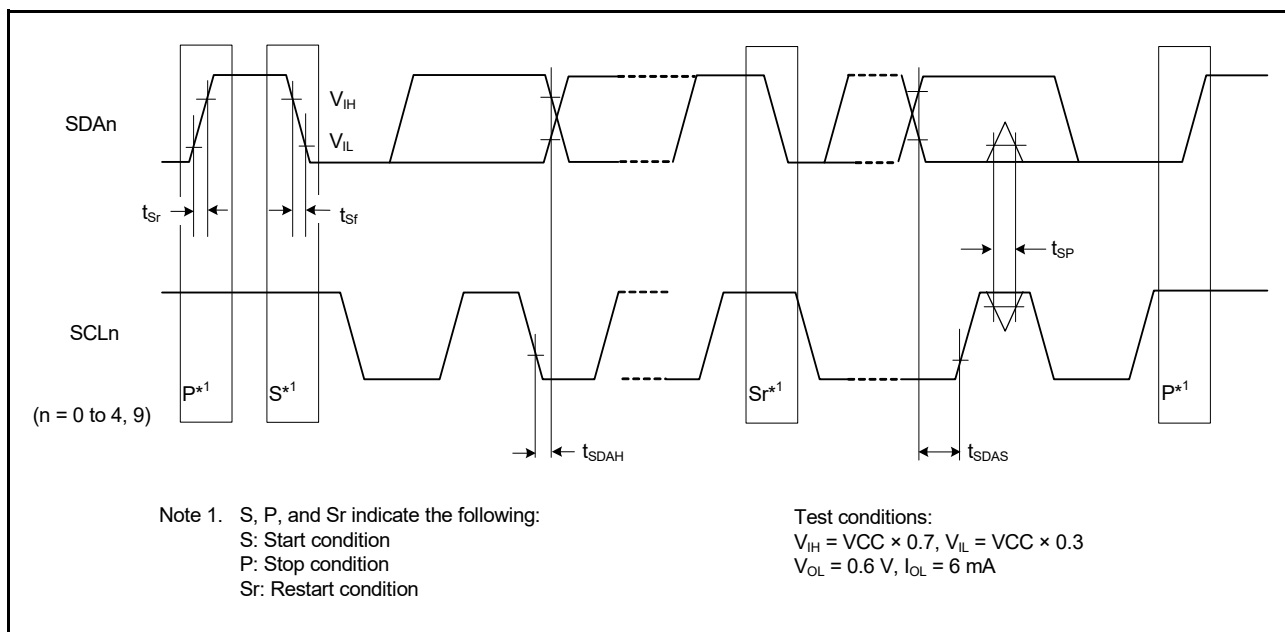 SDAn
V_IH
V_IL
t_Sr
t_Sf
t_SP
SCLn
P*1
S*1
Sr*1
P*1
(n = 0 to 4, 9)
t_SDAH
t_SDAS
Note 1. S, P, and Sr indicate the following:
S: Start condition
P: Stop condition
Sr: Restart condition
Test conditions:
V_IH = VCC × 0.7, V_IL = VCC × 0.3
V_OL = 0.6 V, I_OL = 6 mA